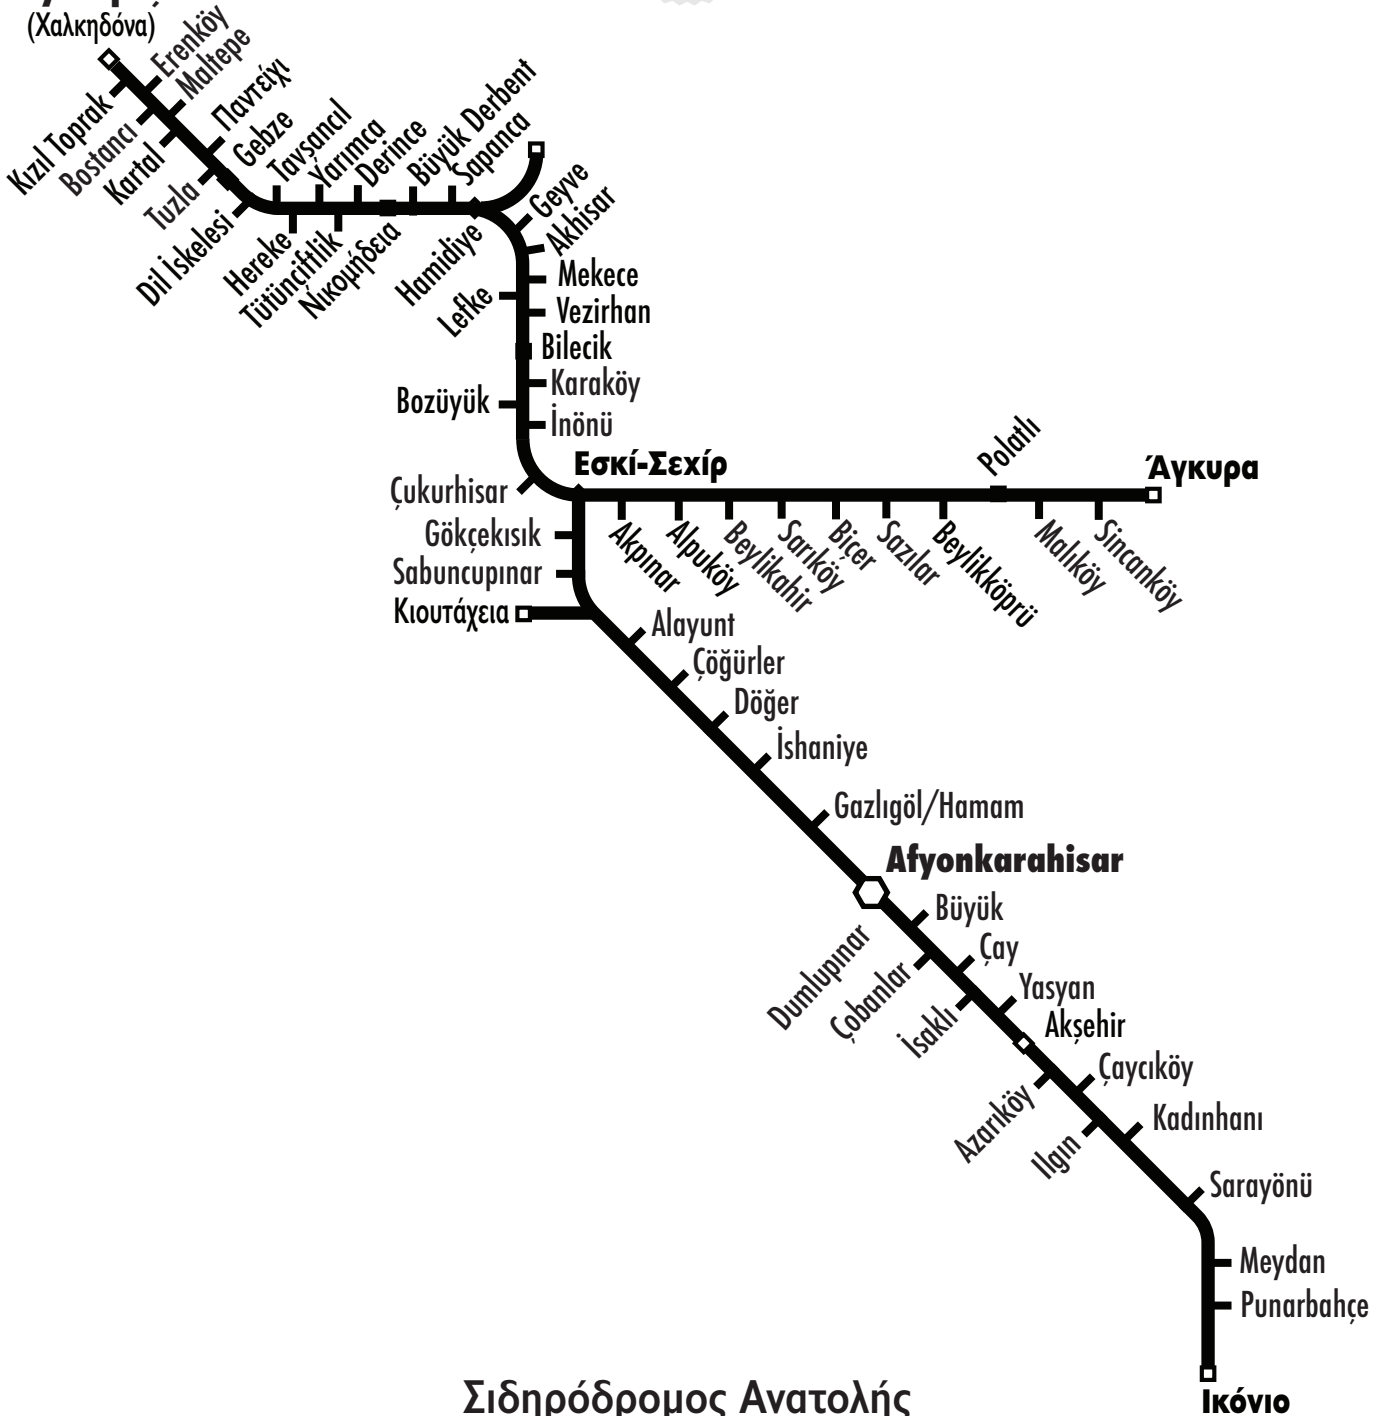 (Χαλκηδόνα)
Kızıl Toprak
Erenköy
Bostancı
Maltepe
Kartal
Παντείχι
Tuzla
Gebze
Dil İskelesi
Tavşancıl
Hereke
Yarımca
Tütünçiftlik
Derince
Νικομήδεια
Büyük Derbent
Sapanca
Hamidiye
Geyve
Akhisar
Mekece
Lefke
Vezirhan
Bilecik
Karaköy
Bozüyük
İnönü
Çukurhisar
Εσκί-Σεχίρ
Akpınar
Alpuköy
Beylikahir
Sarıköy
Biçer
Sazılar
Beylikköprü
Polatlı
Malıköy
Sincanköy
Άγκυρα
Gökçekısık
Sabuncupınar
Κιουτάχεια
Alayunt
Çöğürler
Döğer
İshaniye
Gazlıgöl/Hamam
Afyonkarahisar
Dumlupınar
Büyük
Çobanlar
Çay
İsaklı
Yasyan
Akşehir
Azarıköy
Çaycıköy
Ilgın
Kadınhanı
Sarayönü
Meydan
Punarbahçe
Ικόνιο
Σιδηρόδρομος Ανατολής